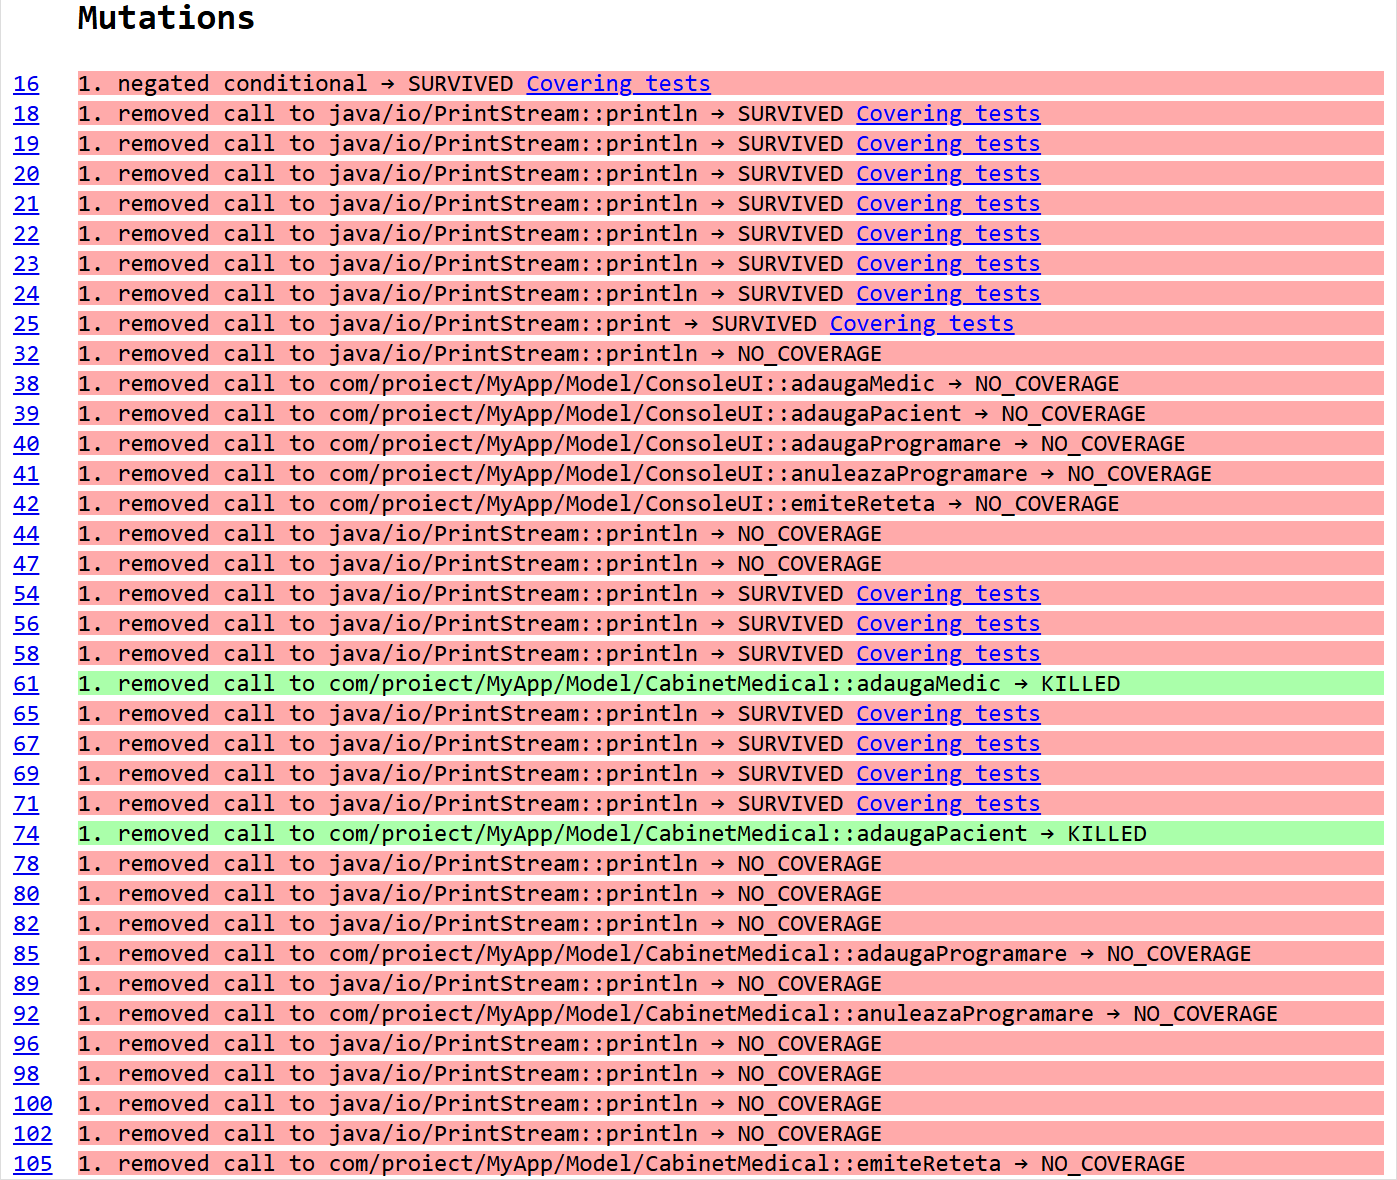 Mutations
16 1. negated conditional → SURVIVED Covering tests
18 1. removed call to java/io/PrintStream::println → SURVIVED Covering tests
19 1. removed call to java/io/PrintStream::println → SURVIVED Covering tests
20 1. removed call to java/io/PrintStream::println → SURVIVED Covering tests
21 1. removed call to java/io/PrintStream::println → SURVIVED Covering tests
22 1. removed call to java/io/PrintStream::println → SURVIVED Covering tests
23 1. removed call to java/io/PrintStream::println → SURVIVED Covering tests
24 1. removed call to java/io/PrintStream::println → SURVIVED Covering tests
25 1. removed call to java/io/PrintStream::print → SURVIVED Covering tests
32 1. removed call to java/io/PrintStream::println → NO_COVERAGE
38 1. removed call to com/proiect/MyApp/Model/ConsoleUI::adaugaMedic → NO_COVERAGE
39 1. removed call to com/proiect/MyApp/Model/ConsoleUI::adaugaPacient → NO_COVERAGE
40 1. removed call to com/proiect/MyApp/Model/ConsoleUI::adaugaProgramare → NO_COVERAGE
41 1. removed call to com/proiect/MyApp/Model/ConsoleUI::anuleazaProgramare → NO_COVERAGE
42 1. removed call to com/proiect/MyApp/Model/ConsoleUI::emiteReteta → NO_COVERAGE
44 1. removed call to java/io/PrintStream::println → NO_COVERAGE
47 1. removed call to java/io/PrintStream::println → NO_COVERAGE
54 1. removed call to java/io/PrintStream::println → SURVIVED Covering tests
56 1. removed call to java/io/PrintStream::println → SURVIVED Covering tests
58 1. removed call to java/io/PrintStream::println → SURVIVED Covering tests
61 1. removed call to com/proiect/MyApp/Model/CabinetMedical::adaugaMedic → KILLED
65 1. removed call to java/io/PrintStream::println → SURVIVED Covering tests
67 1. removed call to java/io/PrintStream::println → SURVIVED Covering tests
69 1. removed call to java/io/PrintStream::println → SURVIVED Covering tests
71 1. removed call to java/io/PrintStream::println → SURVIVED Covering tests
74 1. removed call to com/proiect/MyApp/Model/CabinetMedical::adaugaPacient → KILLED
78 1. removed call to java/io/PrintStream::println → NO_COVERAGE
80 1. removed call to java/io/PrintStream::println → NO_COVERAGE
82 1. removed call to java/io/PrintStream::println → NO_COVERAGE
85 1. removed call to com/proiect/MyApp/Model/CabinetMedical::adaugaProgramare → NO_COVERAGE
89 1. removed call to java/io/PrintStream::println → NO_COVERAGE
92 1. removed call to com/proiect/MyApp/Model/CabinetMedical::anuleazaProgramare → NO_COVERAGE
96 1. removed call to java/io/PrintStream::println → NO_COVERAGE
98 1. removed call to java/io/PrintStream::println → NO_COVERAGE
100 1. removed call to java/io/PrintStream::println → NO_COVERAGE
102 1. removed call to java/io/PrintStream::println → NO_COVERAGE
105 1. removed call to com/proiect/MyApp/Model/CabinetMedical::emiteReteta → NO_COVERAGE